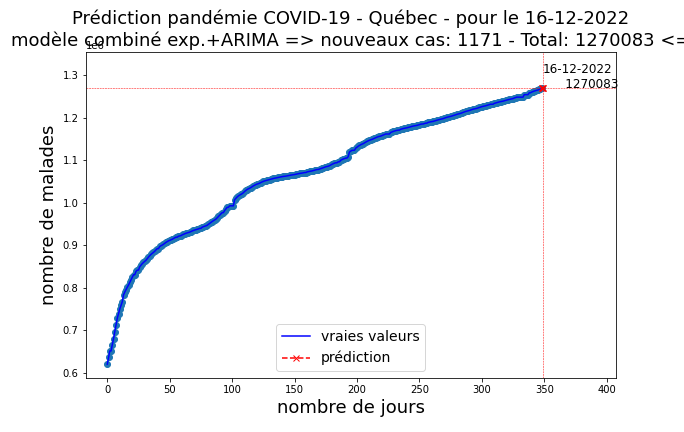 Prédiction pandémie COVID-19 - Québec - pour le 16-12-2022
modèle combiné exp.+ARIMA => nouveaux cas: 1171 - Total: 1270083 <=
1e6
16-12-2022
1270083
1.3
1.2
1.1
1.0
0.9
0.8
0.7
0.6
nombre de malades
vraies valeurs
prédiction
0 50 100 150 200 250 300 350 400
nombre de jours